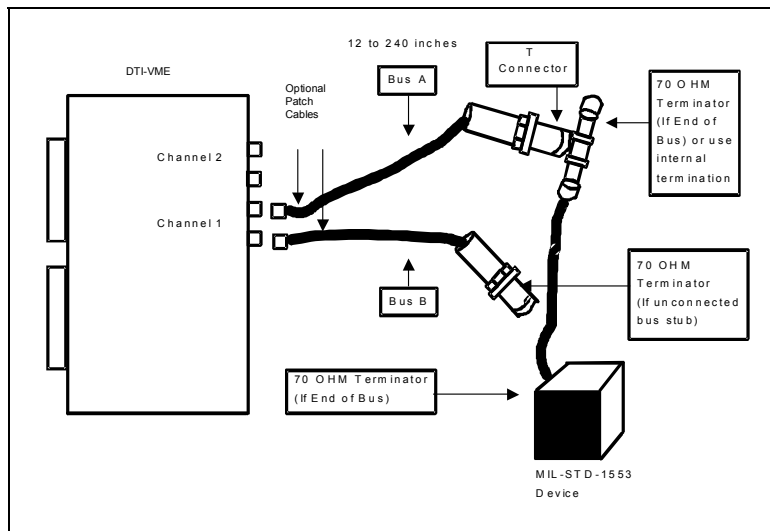 12 to 240 inches
DTI-VME
Bus A
T
Connector
Optional
Patch
Cables
70 OHM
Terminator
(If End of
Bus) or use
internal
termination
Channel 2
Channel 1
Bus B
70 OHM
Terminator
(If unconnected
bus stub)
70 OHM Terminator
(If End of Bus)
MIL-STD-1553
Device